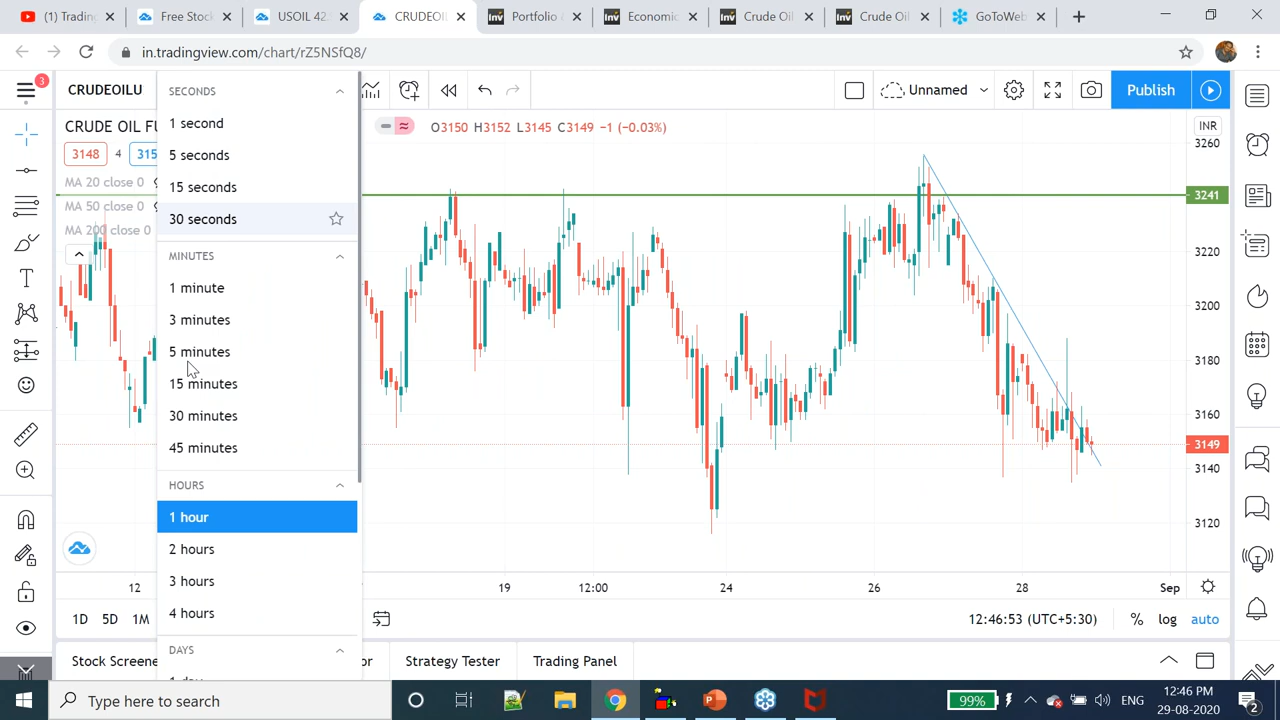 (1) Trading
Free Stock
USOIL 42.
CRUDEOIL
Portfolio
Economic
Crude Oil
Crude Oil
GoToWeb
in.tradingview.com/chart/rZ5NSfQ8/
3
CRUDEOILU
Unnamed
Publish
CRUDE OIL FU
O3150 H3152 L3145 C3149 −1 (−0.03%)
INR
3148 4 315
MA 20 close 0
MA 50 close 0
MA 200 close 0
SECONDS
1 second
5 seconds
15 seconds
30 seconds
MINUTES
1 minute
3 minutes
5 minutes
15 minutes
30 minutes
45 minutes
HOURS
1 hour
2 hours
3 hours
4 hours
DAYS
3260
3241
3220
3200
3180
3160
3149
3140
3120
12 19 12:00 24 26 28 Sep
1D 5D 1M
12:46:53 (UTC+5:30) % log auto
Stock Screene
Strategy Tester
Trading Panel
Type here to search
99%
ENG
12:46 PM
29-08-2020
2